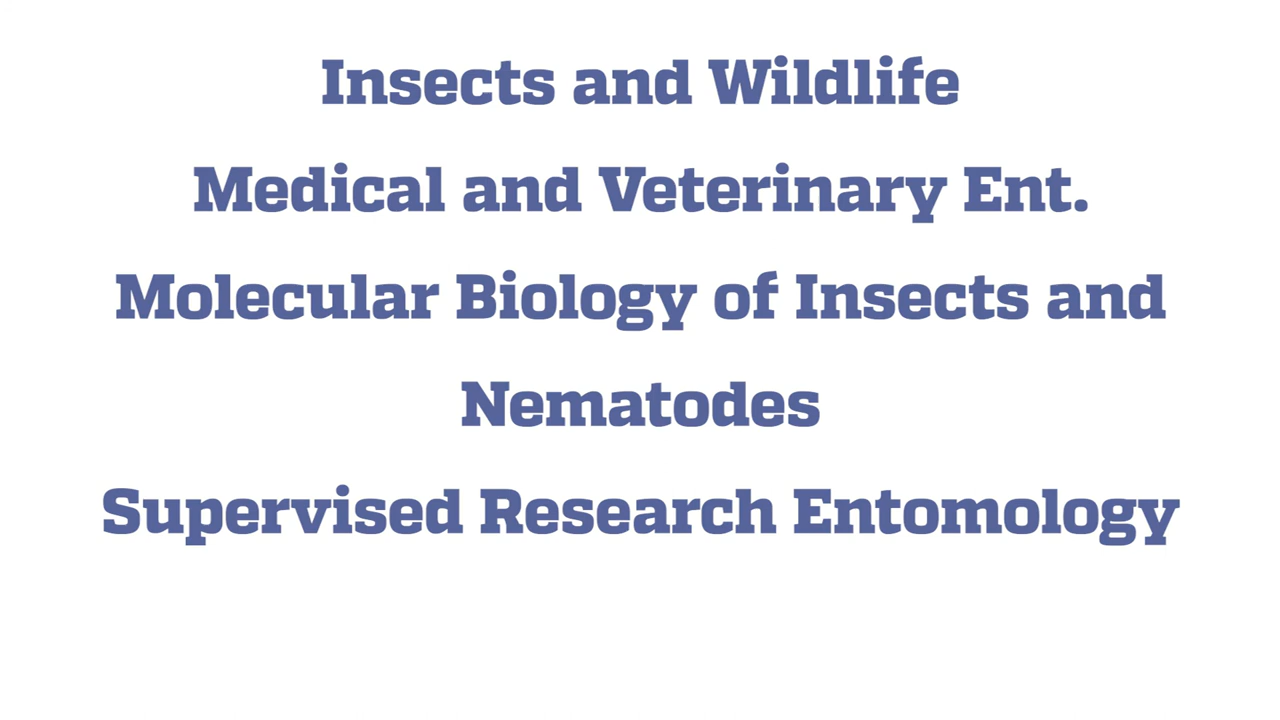 Insects and Wildlife
Medical and Veterinary Ent.
Molecular Biology of Insects and
Nematodes
Supervised Research Entomology